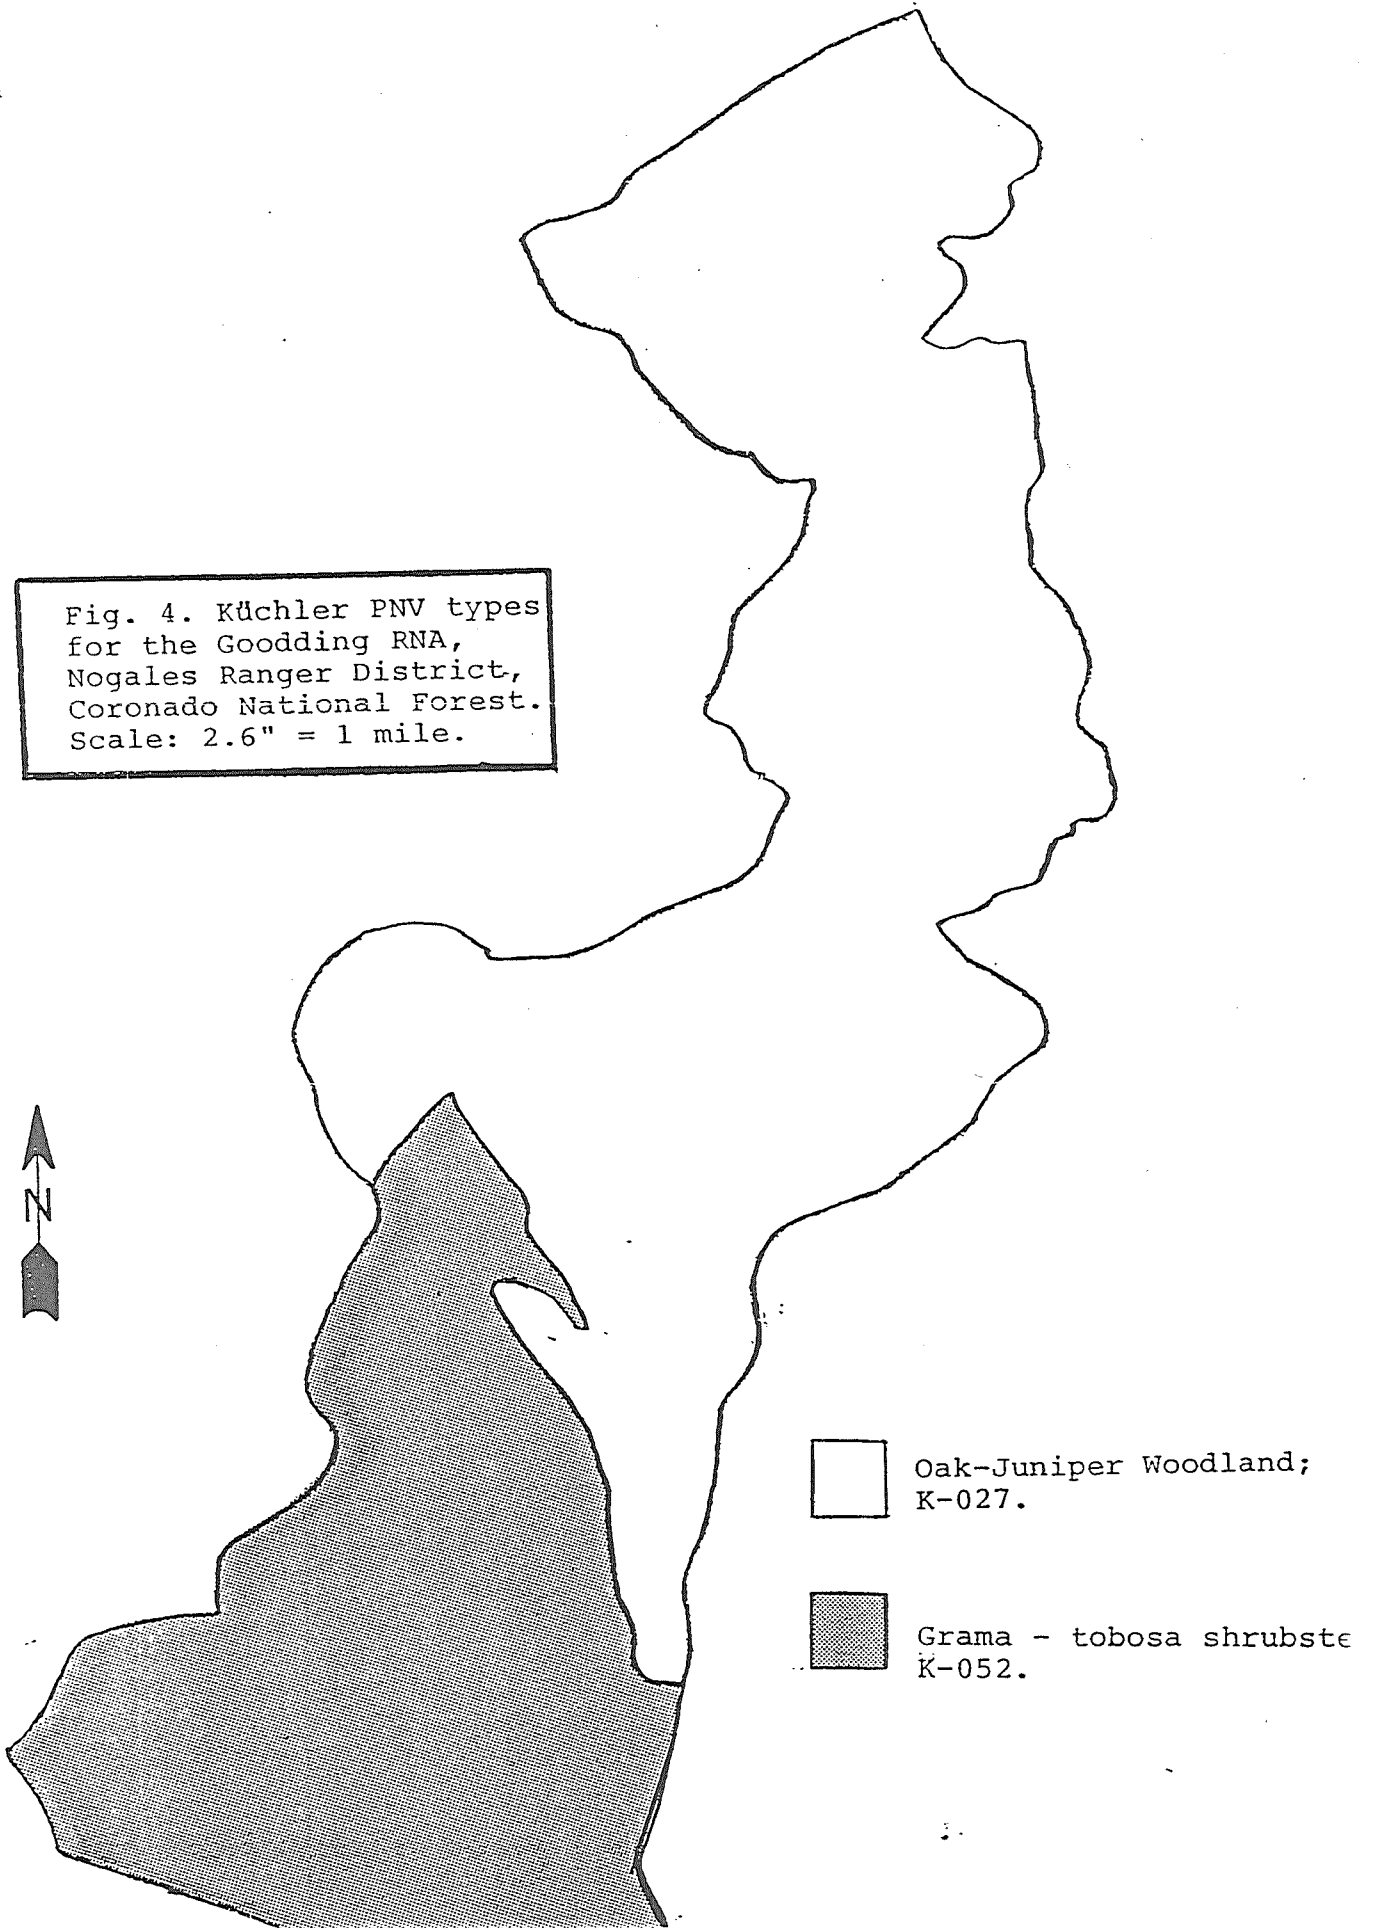 Fig. 4. Küchler PNV types
for the Goodding RNA,
Nogales Ranger District,
Coronado National Forest.
Scale: 2.6" = 1 mile.
N
Oak-Juniper Woodland;
K-027.
Grama - tobosa shrubste
K-052.